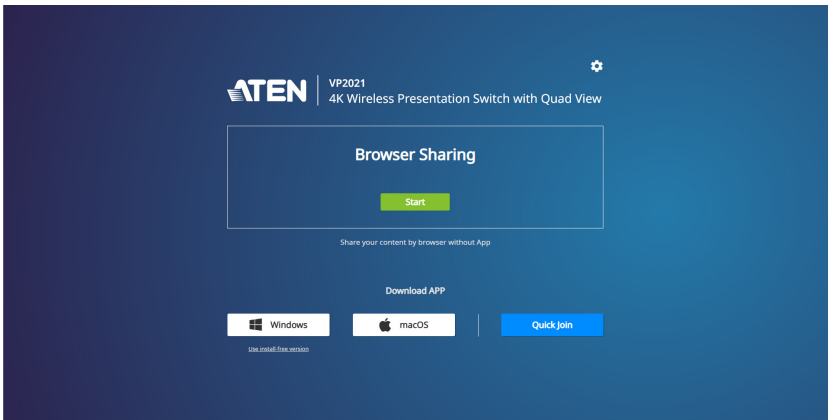 ATEN
VP2021
4K Wireless Presentation Switch with Quad View
Browser Sharing
Start
Share your content by browser without App
Download APP
Windows
macOS
Quick Join
Use install-free version